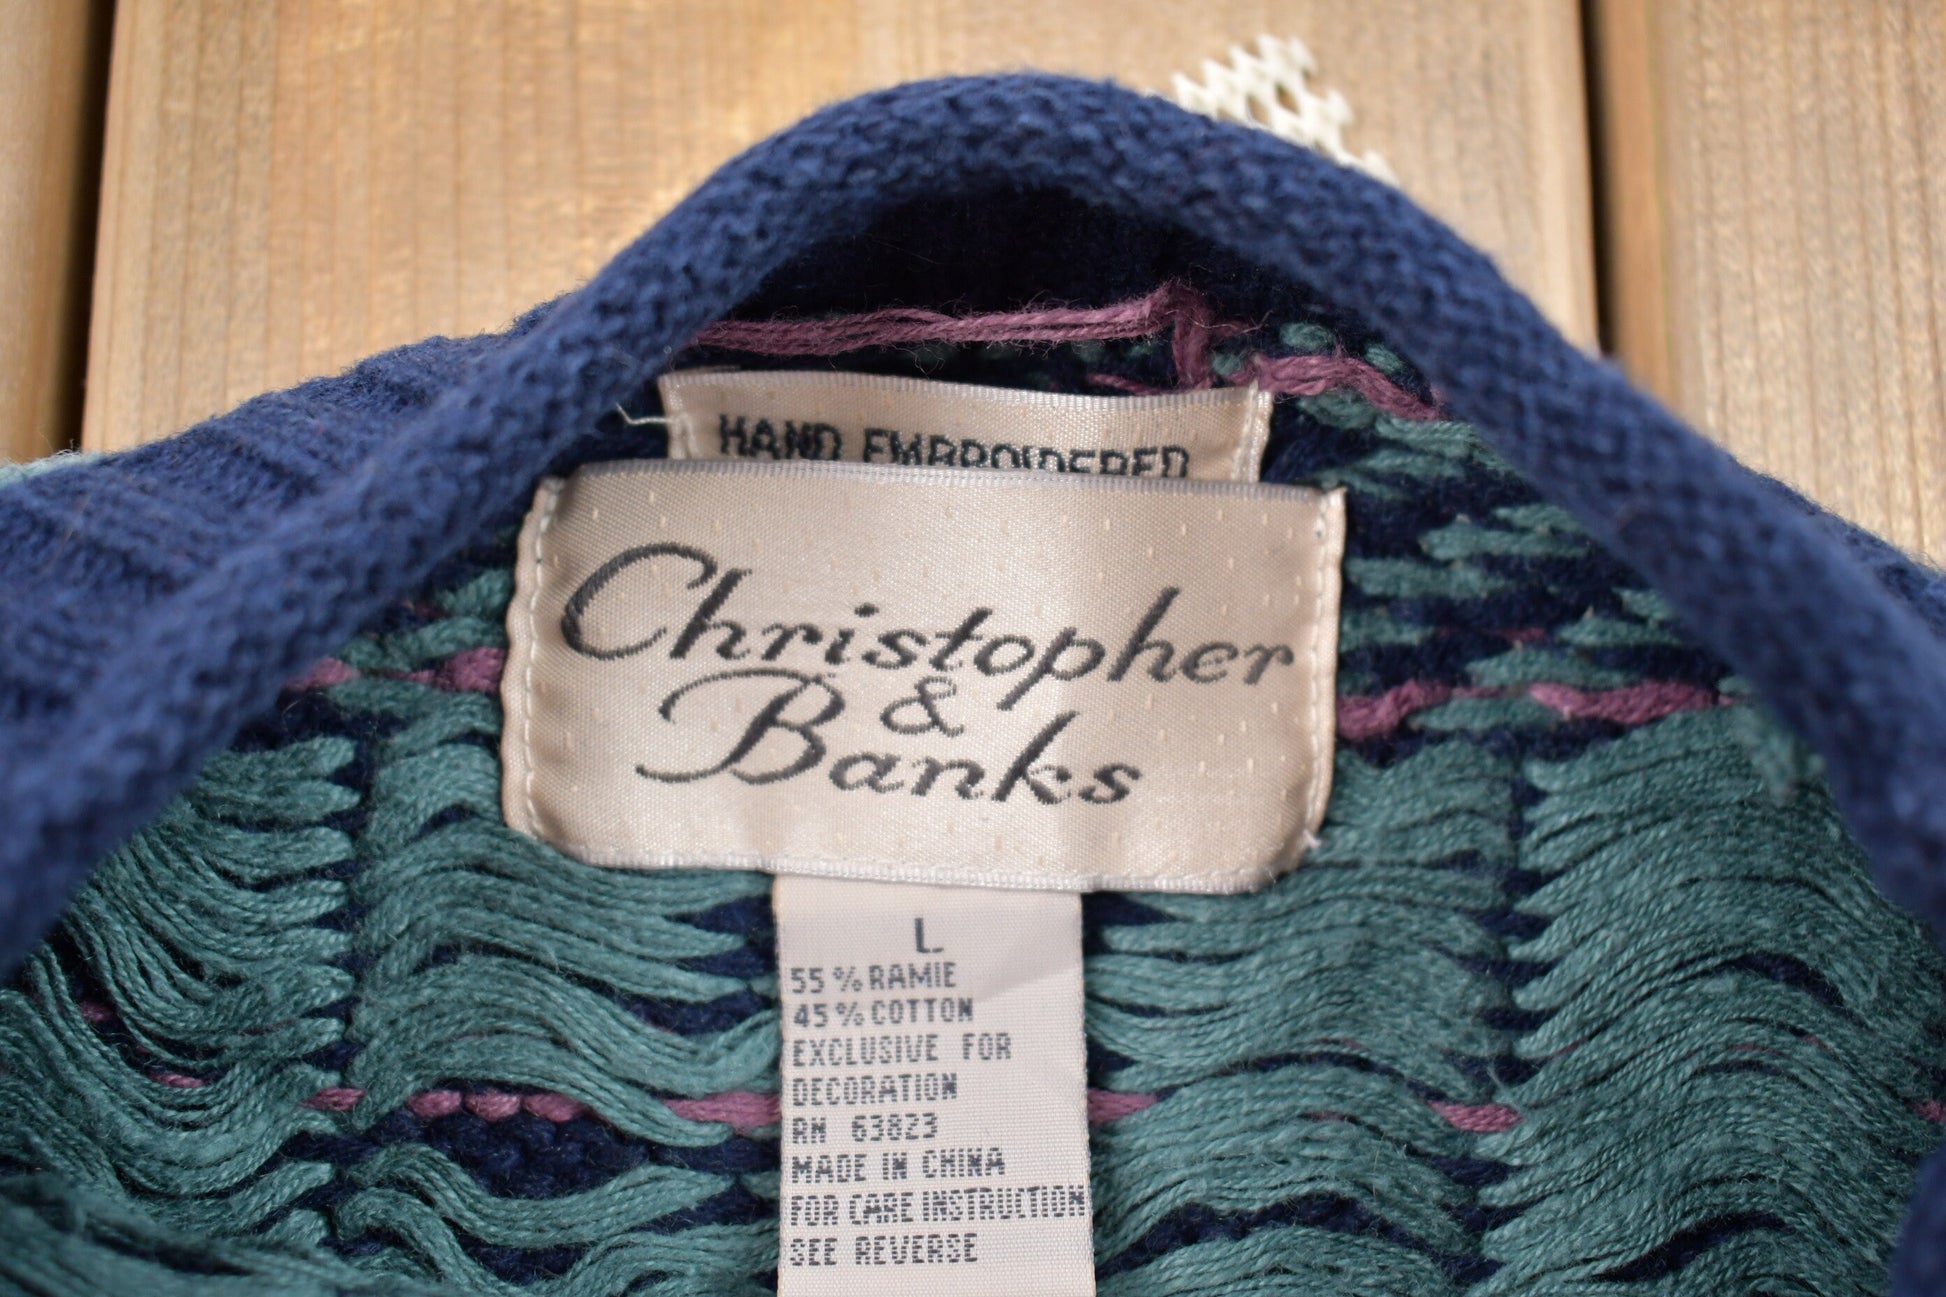 HAND EMBROIDERED
Christopher
&
Banks
L
55% RAMIE
45% COTTON
EXCLUSIVE FOR
DECORATION
RN 63823
MADE IN CHINA
FOR CARE INSTRUCTION
SEE REVERSE